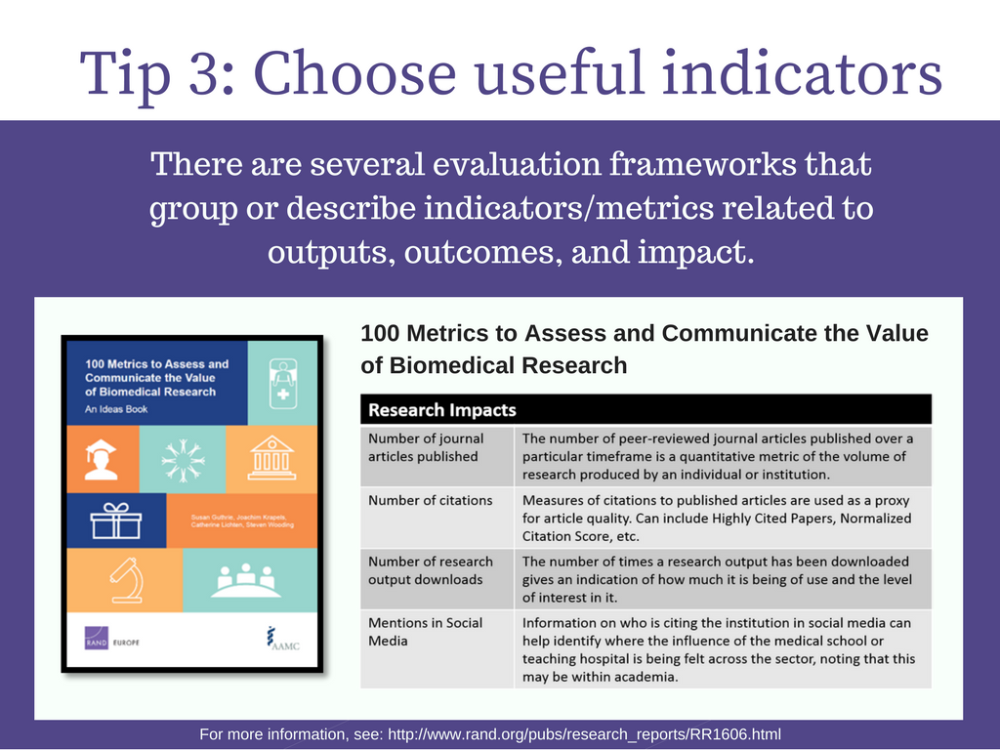 Tip 3: Choose useful indicators
There are several evaluation frameworks that
group or describe indicators/metrics related to
outputs, outcomes, and impact.
100 Metrics to Assess and
Communicate the Value
of Biomedical Research
An Ideas Book
Susan Guthrie, Joachim Krapels,
Catherine Lichten, Steven Wooding
RAND EUROPE
AAMC
100 Metrics to Assess and Communicate the Value
of Biomedical Research
Research Impacts
Number of journal
articles published
The number of peer-reviewed journal articles published over a
particular timeframe is a quantitative metric of the volume of
research produced by an individual or institution.
Number of citations
Measures of citations to published articles are used as a proxy
for article quality. Can include Highly Cited Papers, Normalized
Citation Score, etc.
Number of research
output downloads
The number of times a research output has been downloaded
gives an indication of how much it is being of use and the level
of interest in it.
Mentions in Social
Media
Information on who is citing the institution in social media can
help identify where the influence of the medical school or
teaching hospital is being felt across the sector, noting that this
may be within academia.
For more information, see: http://www.rand.org/pubs/research_reports/RR1606.html